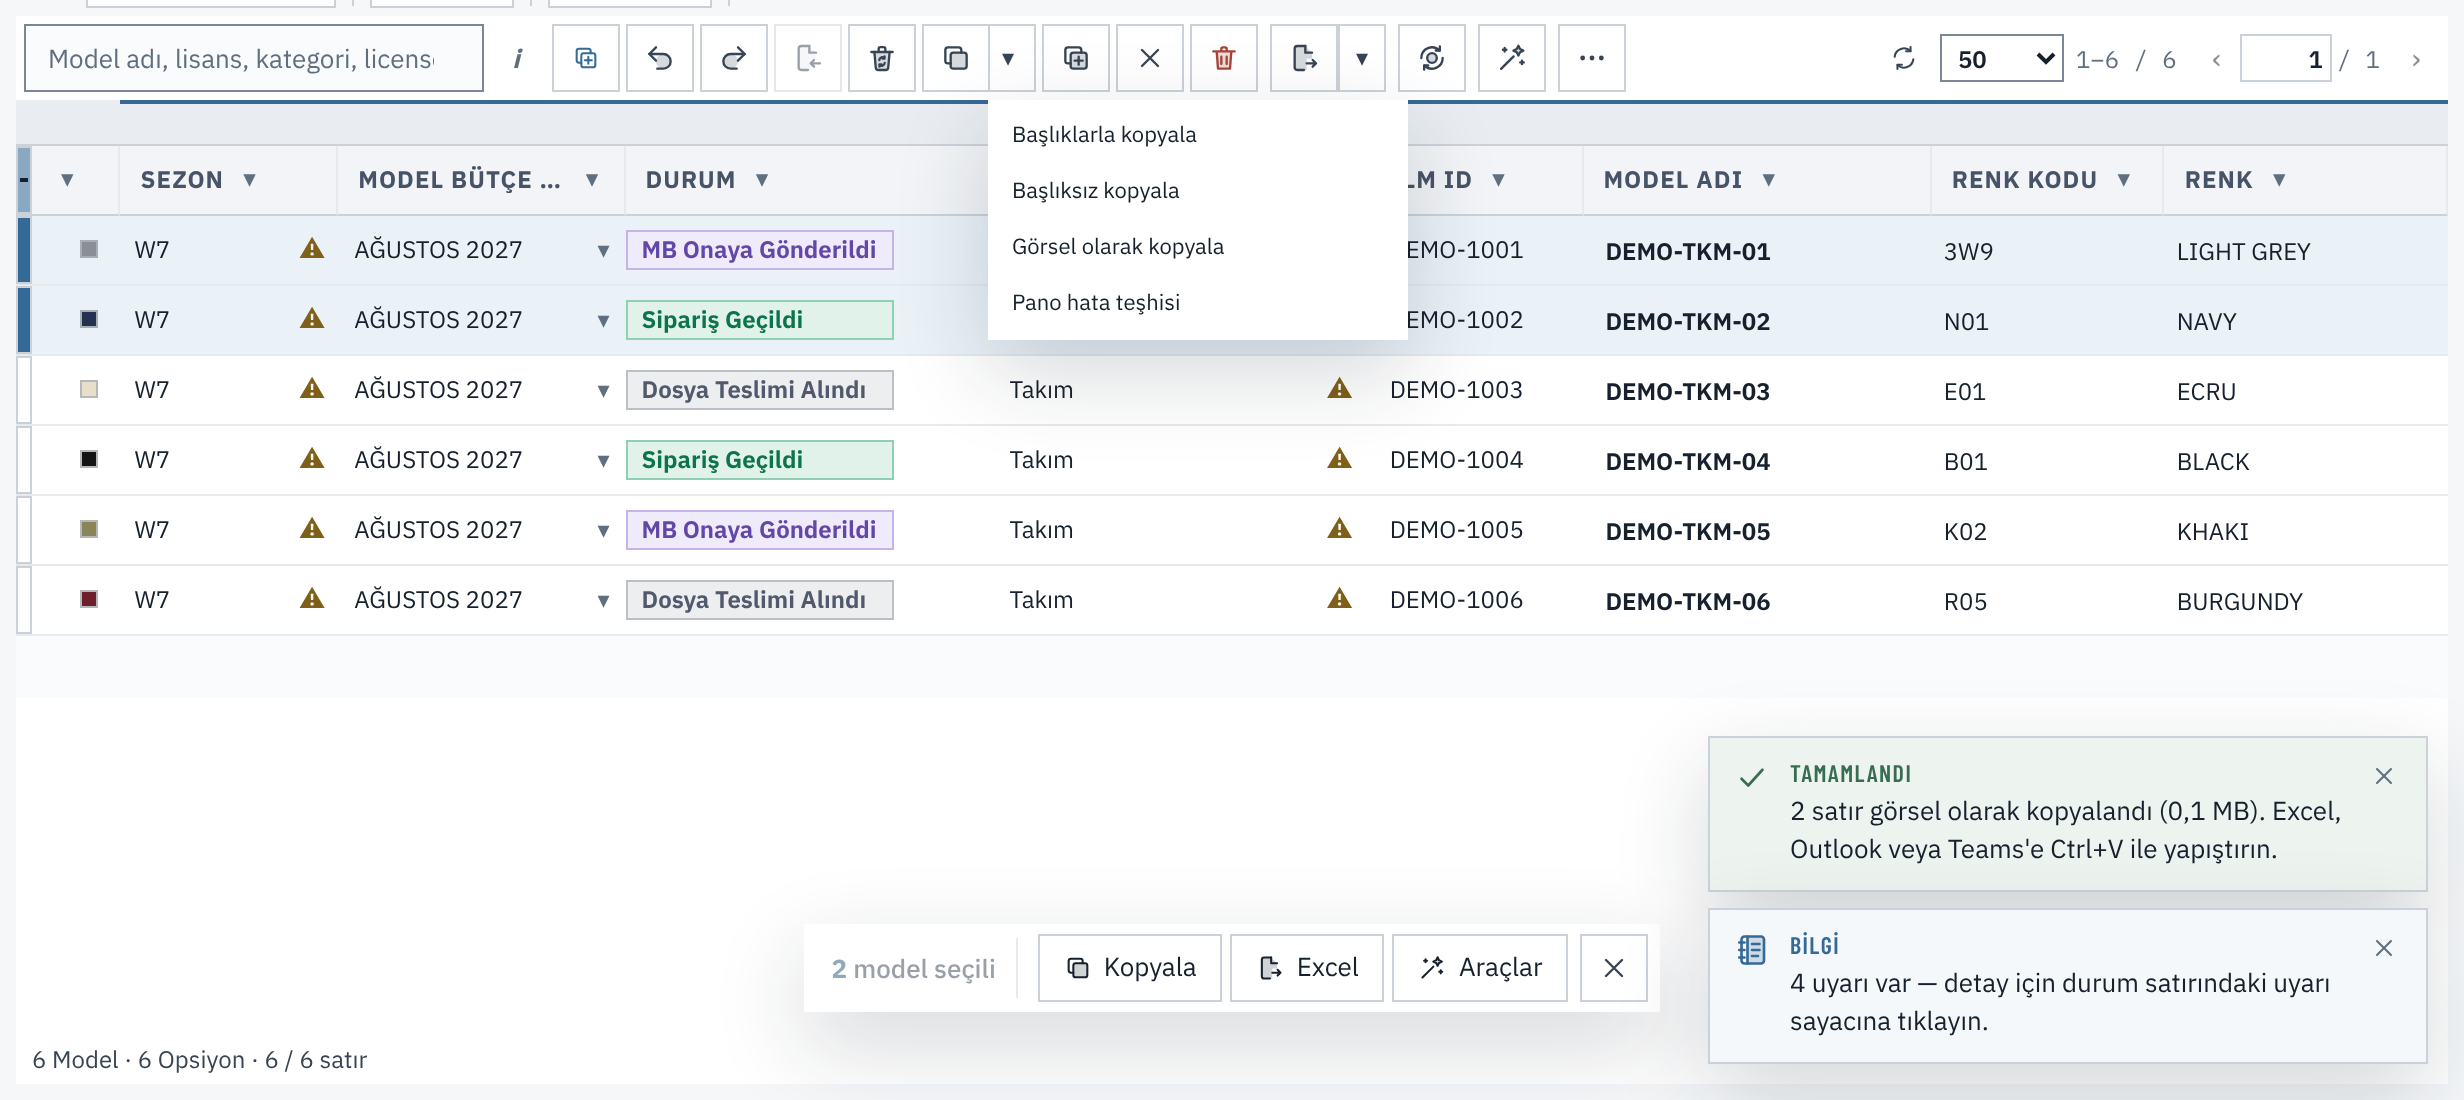 Model adı, lisans, kategori, licens
i
50
1–6 / 6
1 / 1
SEZON
MODEL BÜTÇE ...
DURUM
LM ID
MODEL ADI
RENK KODU
RENK
Başlıklarla kopyala
Başlıksız kopyala
Görsel olarak kopyala
Pano hata teşhisi
W7 AĞUSTOS 2027 MB Onaya Gönderildi EMO-1001 DEMO-TKM-01 3W9 LIGHT GREY
W7 AĞUSTOS 2027 Sipariş Geçildi EMO-1002 DEMO-TKM-02 N01 NAVY
W7 AĞUSTOS 2027 Dosya Teslimi Alındı Takım DEMO-1003 DEMO-TKM-03 E01 ECRU
W7 AĞUSTOS 2027 Sipariş Geçildi Takım DEMO-1004 DEMO-TKM-04 B01 BLACK
W7 AĞUSTOS 2027 MB Onaya Gönderildi Takım DEMO-1005 DEMO-TKM-05 K02 KHAKI
W7 AĞUSTOS 2027 Dosya Teslimi Alındı Takım DEMO-1006 DEMO-TKM-06 R05 BURGUNDY
TAMAMLANDI
2 satır görsel olarak kopyalandı (0,1 MB). Excel,
Outlook veya Teams'e Ctrl+V ile yapıştırın.
BİLGİ
4 uyarı var — detay için durum satırındaki uyarı
sayacına tıklayın.
2 model seçili
Kopyala
Excel
Araçlar
6 Model · 6 Opsiyon · 6 / 6 satır